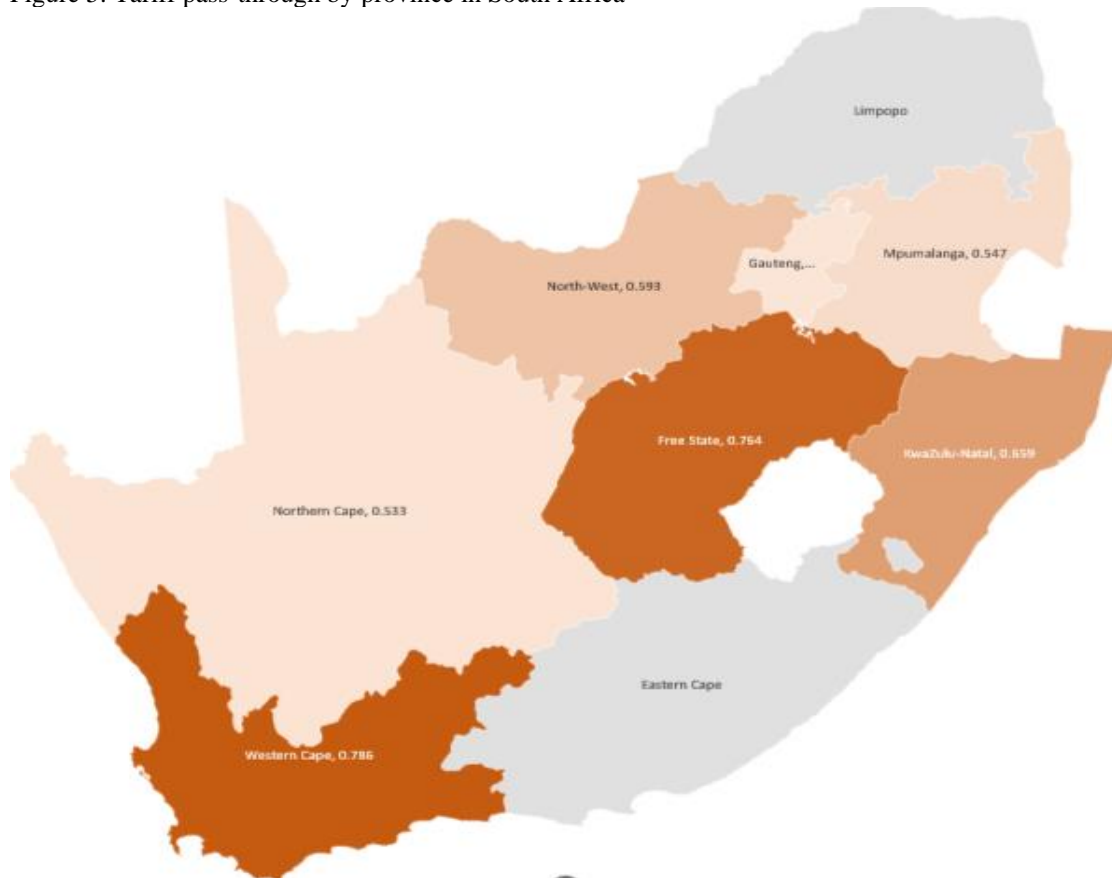 Figure 3: Tariff pass-through by province in South Africa
Limpopo
Mpumalanga, 0.547
Gauteng,...
North-West, 0.593
Free State, 0.764
KwaZulu-Natal, 0.659
Northern Cape, 0.533
Eastern Cape
Western Cape, 0.786